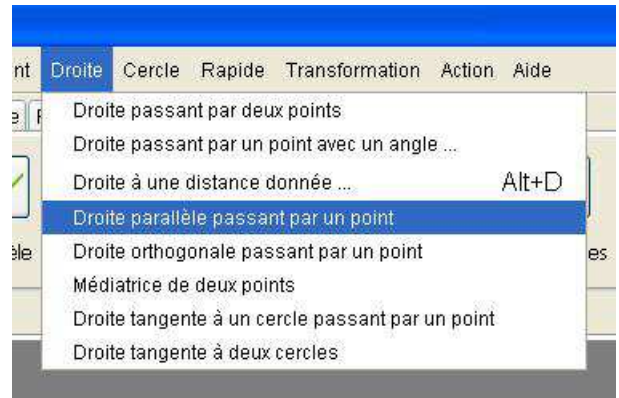 nt Droite Cercle Rapide Transformation Action Aide
e
Droite passant par deux points
Droite passant par un point avec un angle ...
Droite à une distance donnée ... Alt+D
Droite parallèle passant par un point
èle Droite orthogonale passant par un point es
Médiatrice de deux points
Droite tangente à un cercle passant par un point
Droite tangente à deux cercles